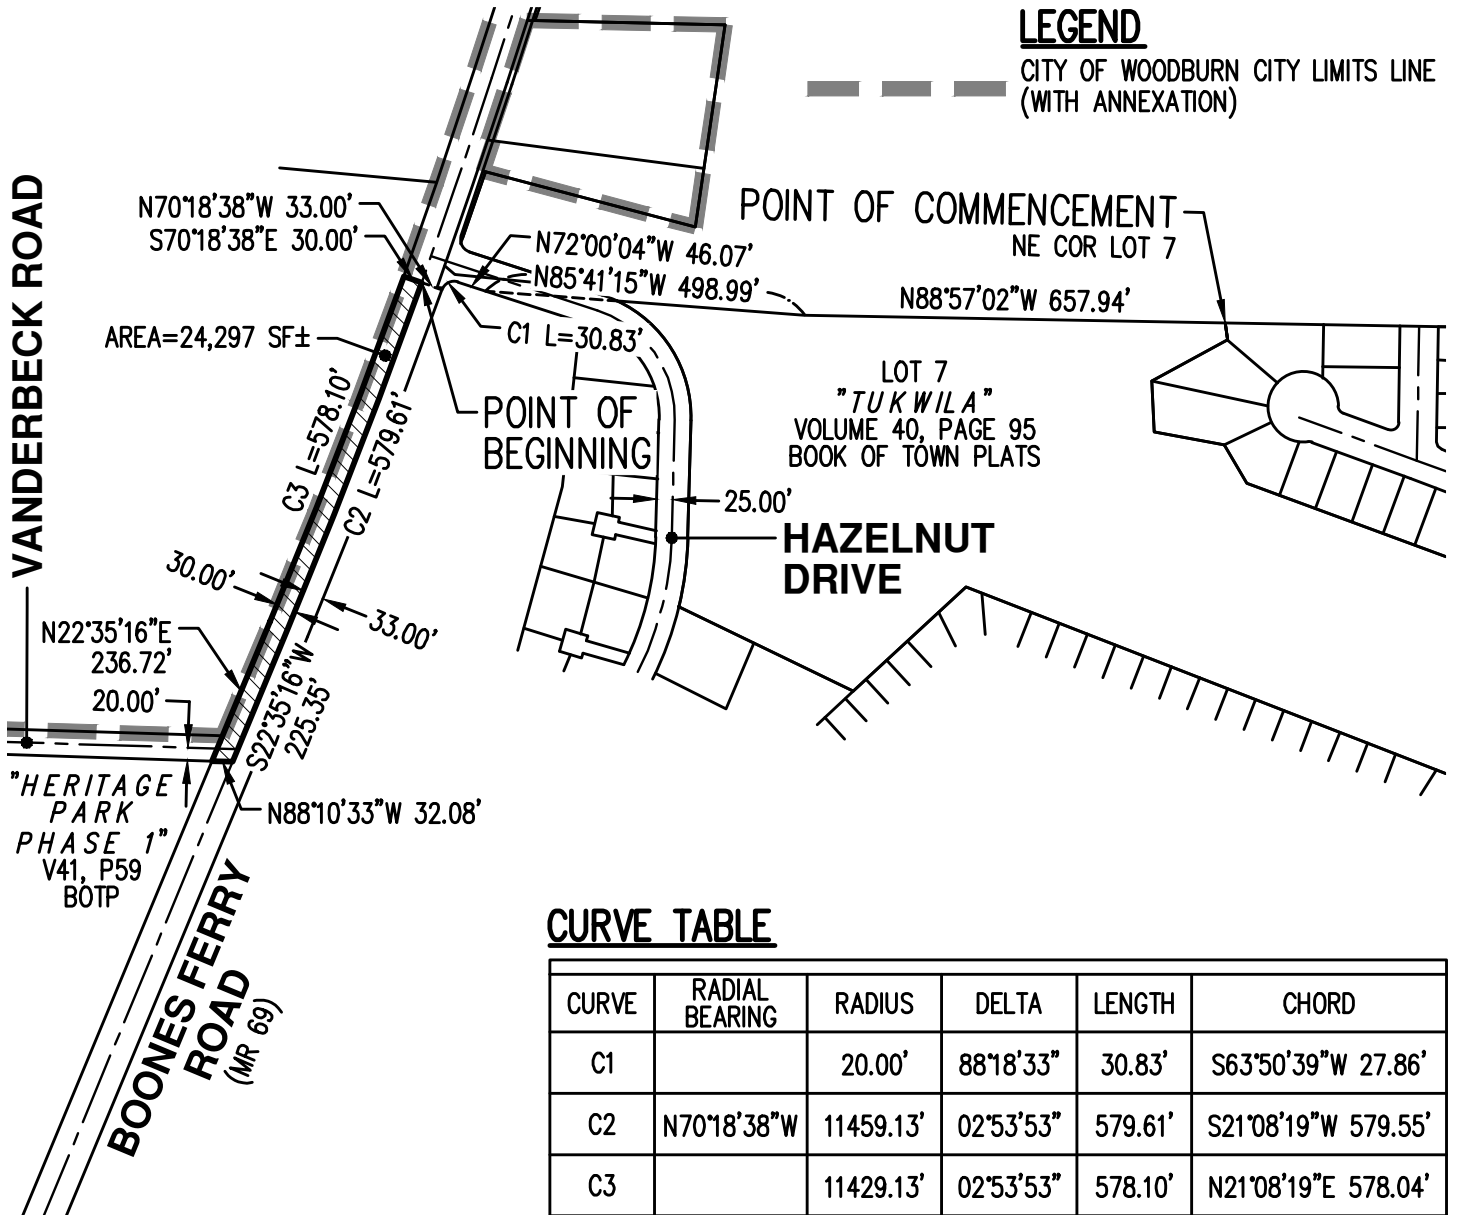 LEGEND
CITY OF WOODBURN CITY LIMITS LINE
(WITH ANNEXATION)
VANDERBECK ROAD
N70°18'38"W 33.00'
S70°18'38"E 30.00'
N72°00'04"W 46.07'
N85°41'15"W 498.99'
POINT OF COMMENCEMENT
NE COR LOT 7
N88°57'02"W 657.94'
AREA=24,297 SF±
C1 L=30.83'
C3 L=578.10'
C2 L=579.61'
POINT OF
BEGINNING
LOT 7
"TUKWILA"
VOLUME 40, PAGE 95
BOOK OF TOWN PLATS
25.00'
HAZELNUT
DRIVE
30.00'
33.00'
N22°35'16"E
236.72'
20.00'
S22°35'16"W
225.35'
"HERITAGE
PARK
PHASE 1"
V41, P59
BOTP
N88°10'33"W 32.08'
BOONES FERRY
ROAD
(MR 69)
CURVE TABLE
CURVE RADIAL BEARING RADIUS DELTA LENGTH CHORD
C1 20.00' 88°18'33" 30.83' S63°50'39"W 27.86'
C2 N70°18'38"W 11459.13' 02°53'53" 579.61' S21°08'19"W 579.55'
C3 11429.13' 02°53'53" 578.10' N21°08'19"E 578.04'